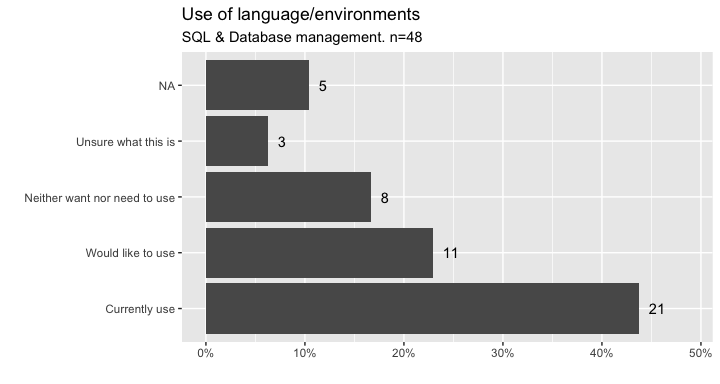 Use of language/environments
SQL & Database management. n=48
NA
5
Unsure what this is
3
Neither want nor need to use
8
Would like to use
11
Currently use
21
0%
10%
20%
30%
40%
50%